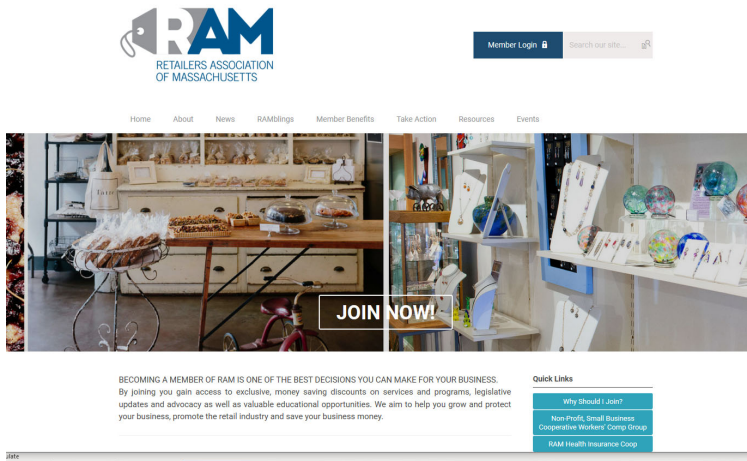 RAM
RETAILERS ASSOCIATION
OF MASSACHUSETTS
Member Login
Search our site...
Home About News RAMblings Member Benefits Take Action Resources Events
JOIN NOW!
BECOMING A MEMBER OF RAM IS ONE OF THE BEST DECISIONS YOU CAN MAKE FOR YOUR BUSINESS.
By joining you gain access to exclusive, money saving discounts on services and programs, legislative
updates and advocacy as well as valuable educational opportunities. We aim to help you grow and protect
your business, promote the retail industry and save your business money.
Quick Links
Why Should I Join?
Non-Profit, Small Business
Cooperative Workers' Comp Group
RAM Health Insurance Coop